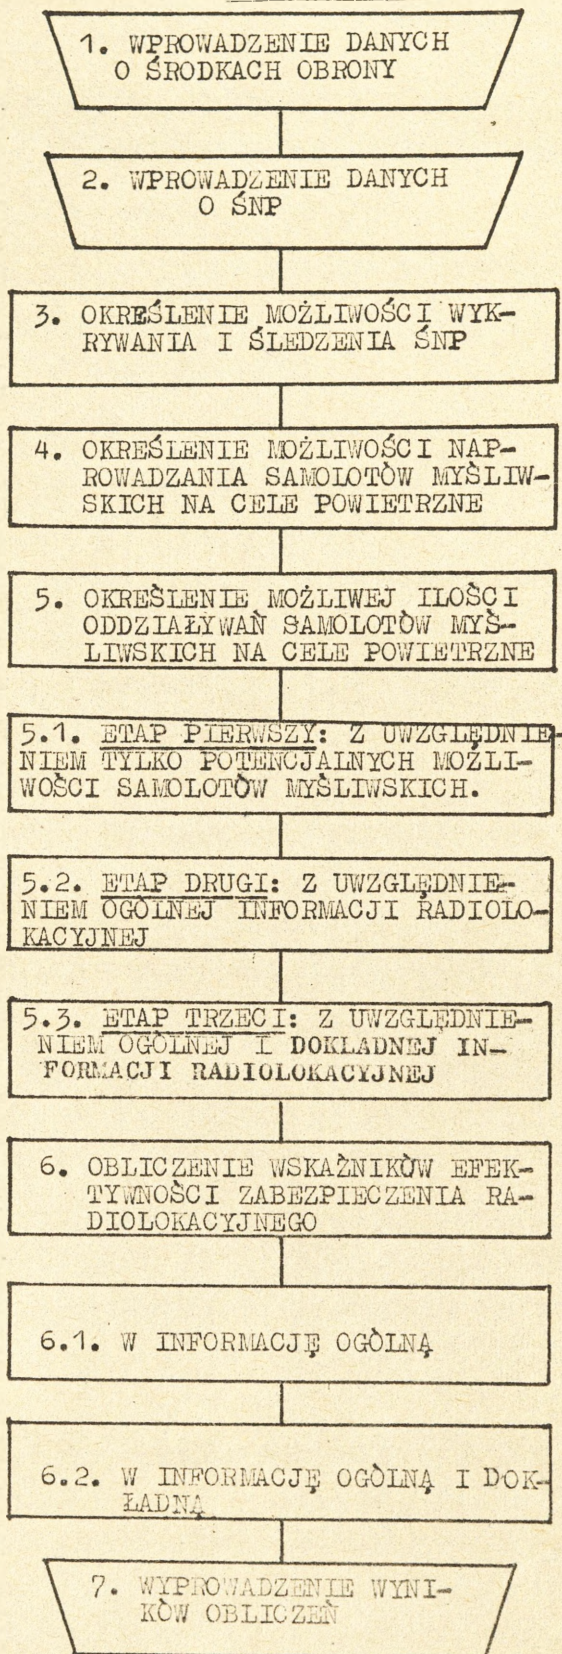 1. WPROWADZENIE DANYCH
O ŚRODKACH OBRONY
2. WPROWADZENIE DANYCH
O ŚNP
3. OKREŚLENIE MOŻLIWOŚCI WYK-
RYWANIA I ŚLEDZENIA ŚNP
4. OKREŚLENIE MOŻLIWOŚCI NAP-
ROWADZANIA SAMOLOTÓW MYŚLIW-
SKICH NA CELE POWIETRZNE
5. OKREŚLENIE MOŻLIWEJ ILOŚCI
ODDZIAŁYWAŃ SAMOLOTÓW MYŚ-
LIWSKICH NA CELE POWIETRZNE
5.1. ETAP PIERWSZY: Z UWZGLĘDNIE-
NIEM TYLKO POTENCJALNYCH MOŻLI-
WOŚCI SAMOLOTÓW MYŚLIWSKICH.
5.2. ETAP DRUGI: Z UWZGLĘDNIE-
NIEM OGÓLNEJ INFORMACJI RADIOLO-
KACYJNEJ
5.3. ETAP TRZECI: Z UWZGLĘDNIE-
NIEM OGÓLNEJ I DOKŁADNEJ IN-
FORMACJI RADIOLOKACYJNEJ
6. OBLICZENIE WSKAŹNIKÓW EFEK-
TYWNOŚCI ZABEZPIECZENIA RA-
DIOLOKACYJNEGO
6.1. W INFORMACJĘ OGÓLNĄ
6.2. W INFORMACJĘ OGÓLNĄ I DOK-
ŁADNĄ
7. WYPROWADZENIE WYNI-
KÓW OBLICZEŃ